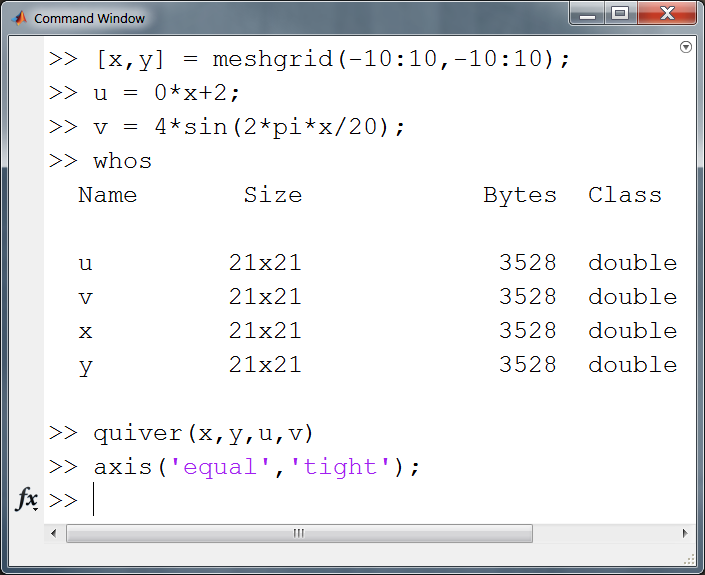 Command Window
>> [x,y] = meshgrid(-10:10,-10:10);
>> u = 0*x+2;
>> v = 4*sin(2*pi*x/20);
>> whos
Name Size Bytes Class
u 21x21 3528 double
v 21x21 3528 double
x 21x21 3528 double
y 21x21 3528 double
>> quiver(x,y,u,v)
>> axis('equal','tight');
fx >>